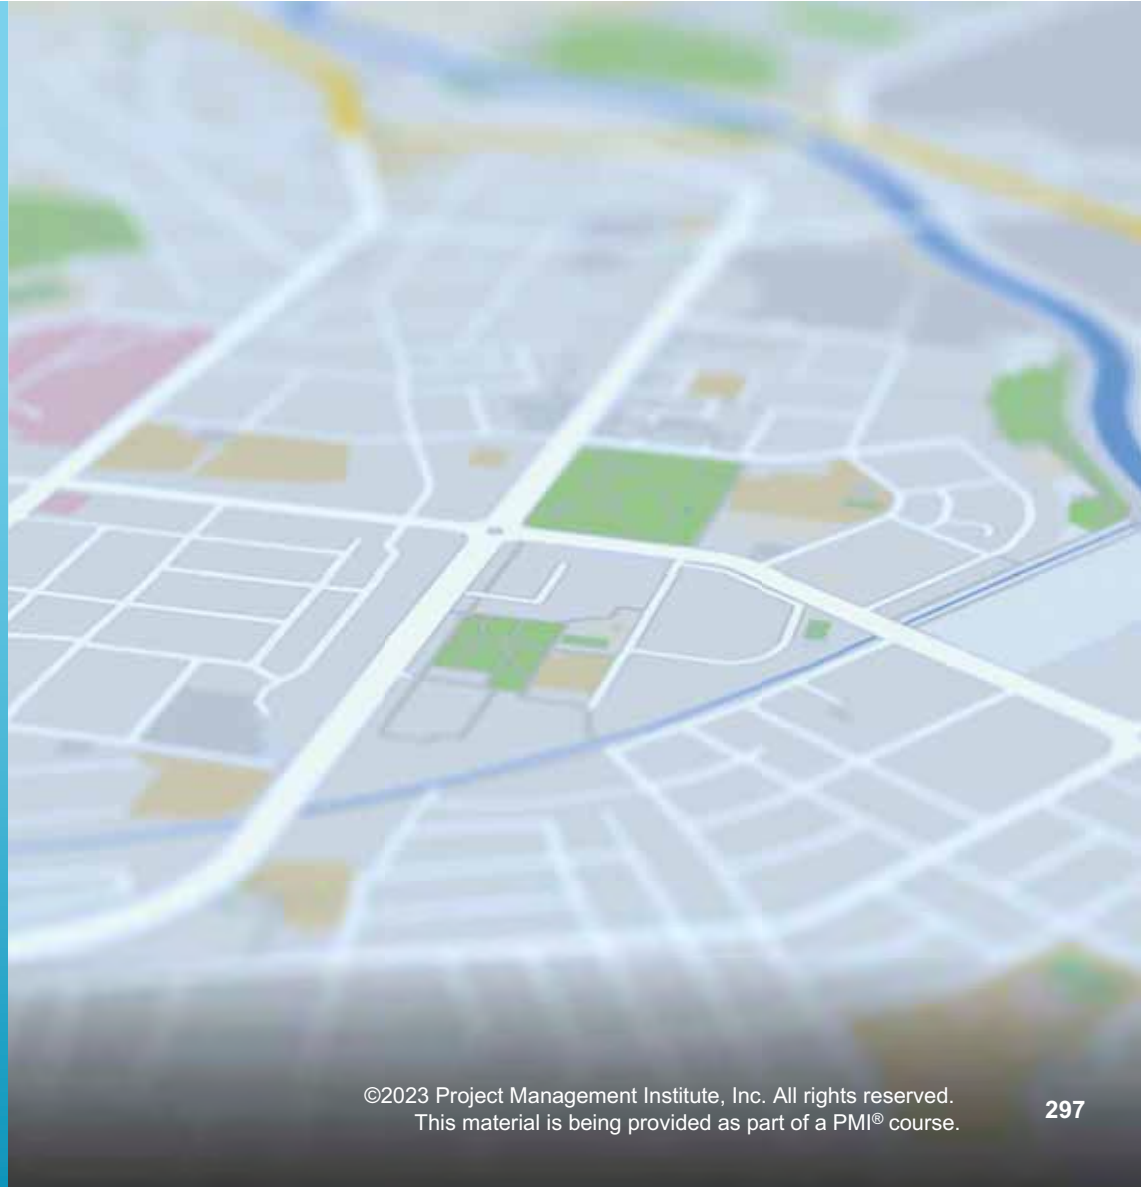 ©2023 Project Management Institute, Inc. All rights reserved.
This material is being provided as part of a PMI® course.
297